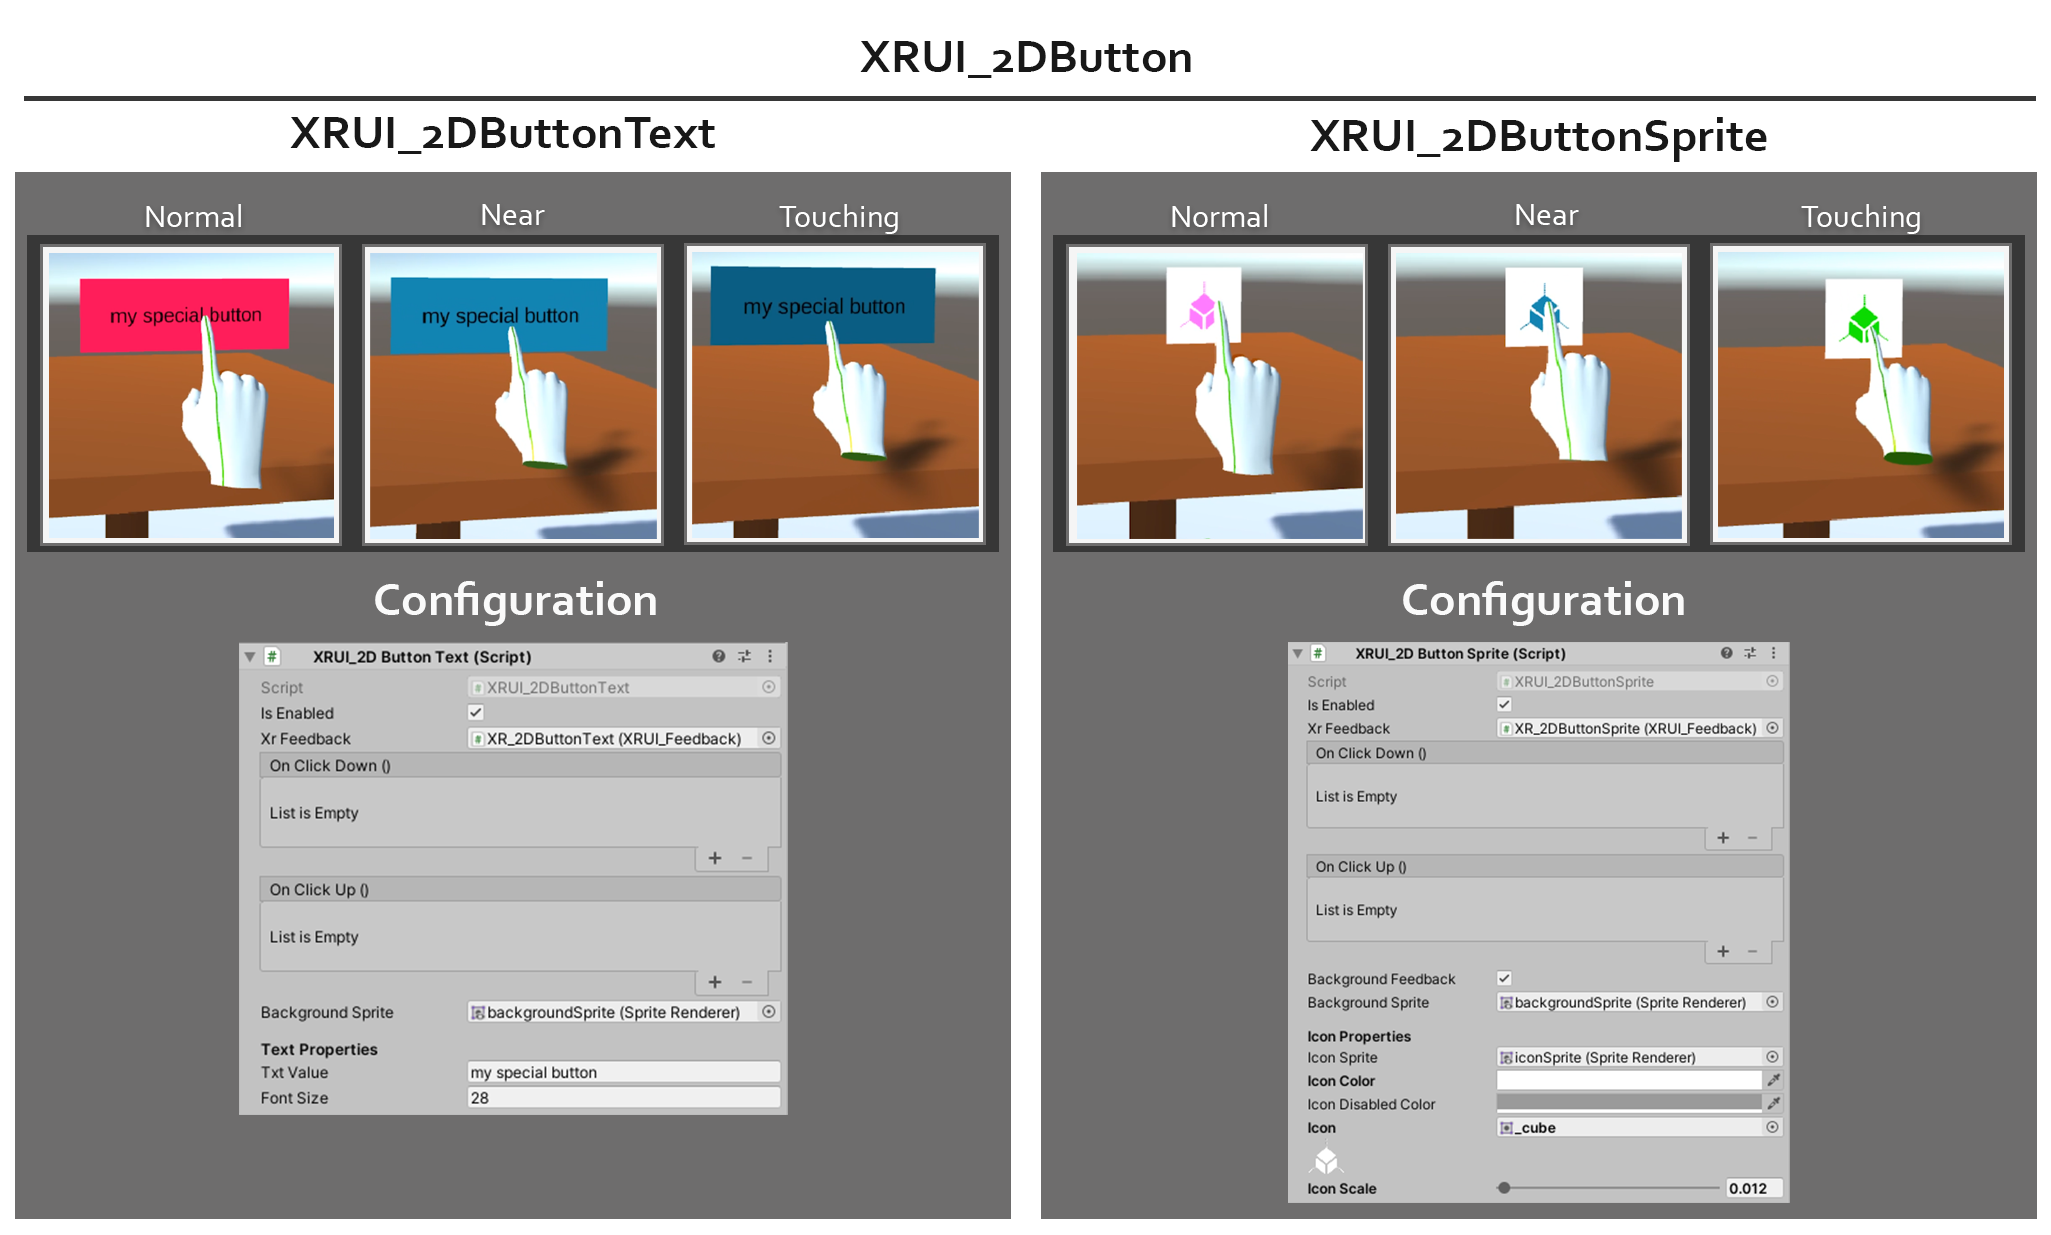 XRUI_2DButton
XRUI_2DButtonText
Normal
Near
Touching
my special button
my special button
my special button
Configuration
# XRUI_2D Button Text (Script)
Script
# XRUI_2DButtonText
Is Enabled
Xr Feedback
# XR_2DButtonText (XRUI_Feedback)
On Click Down ()
List is Empty
+ −
On Click Up ()
List is Empty
+ −
Background Sprite
backgroundSprite (Sprite Renderer)
Text Properties
Txt Value
my special button
Font Size
28
XRUI_2DButtonSprite
Normal
Near
Touching
Configuration
# XRUI_2D Button Sprite (Script)
Script
# XRUI_2DButtonSprite
Is Enabled
Xr Feedback
# XR_2DButtonSprite (XRUI_Feedback)
On Click Down ()
List is Empty
+ −
On Click Up ()
List is Empty
+ −
Background Feedback
Background Sprite
backgroundSprite (Sprite Renderer)
Icon Properties
Icon Sprite
iconSprite (Sprite Renderer)
Icon Color
Icon Disabled Color
Icon
_cube
Icon Scale
0.012